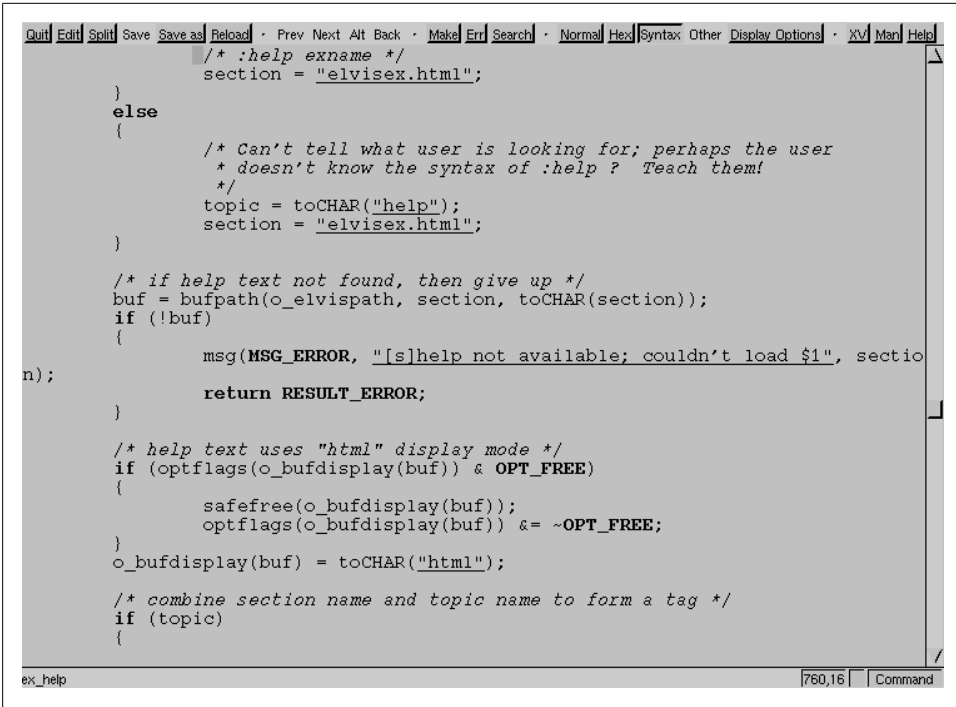 Quit Edit Split Save Save as Reload · Prev Next Alt Back · Make Err Search · Normal Hex Syntax Other Display Options · XV Man Help
/* :help exname */
section = "elvisex.html";
}
else
{
/* Can't tell what user is looking for; perhaps the user
* doesn't know the syntax of :help ?  Teach them!
*/
topic = toCHAR("help");
section = "elvisex.html";
}
/* if help text not found, then give up */
buf = bufpath(o_elvispath, section, toCHAR(section));
if (!buf)
{
msg(MSG_ERROR, "[s]help not available; couldn't load $1", sectio
n);
return RESULT_ERROR;
}
/* help text uses "html" display mode */
if (optflags(o_bufdisplay(buf)) & OPT_FREE)
{
safefree(o_bufdisplay(buf));
optflags(o_bufdisplay(buf)) &= ~OPT_FREE;
}
o_bufdisplay(buf) = toCHAR("html");
/* combine section name and topic name to form a tag */
if (topic)
{
ex_help 760,16 Command